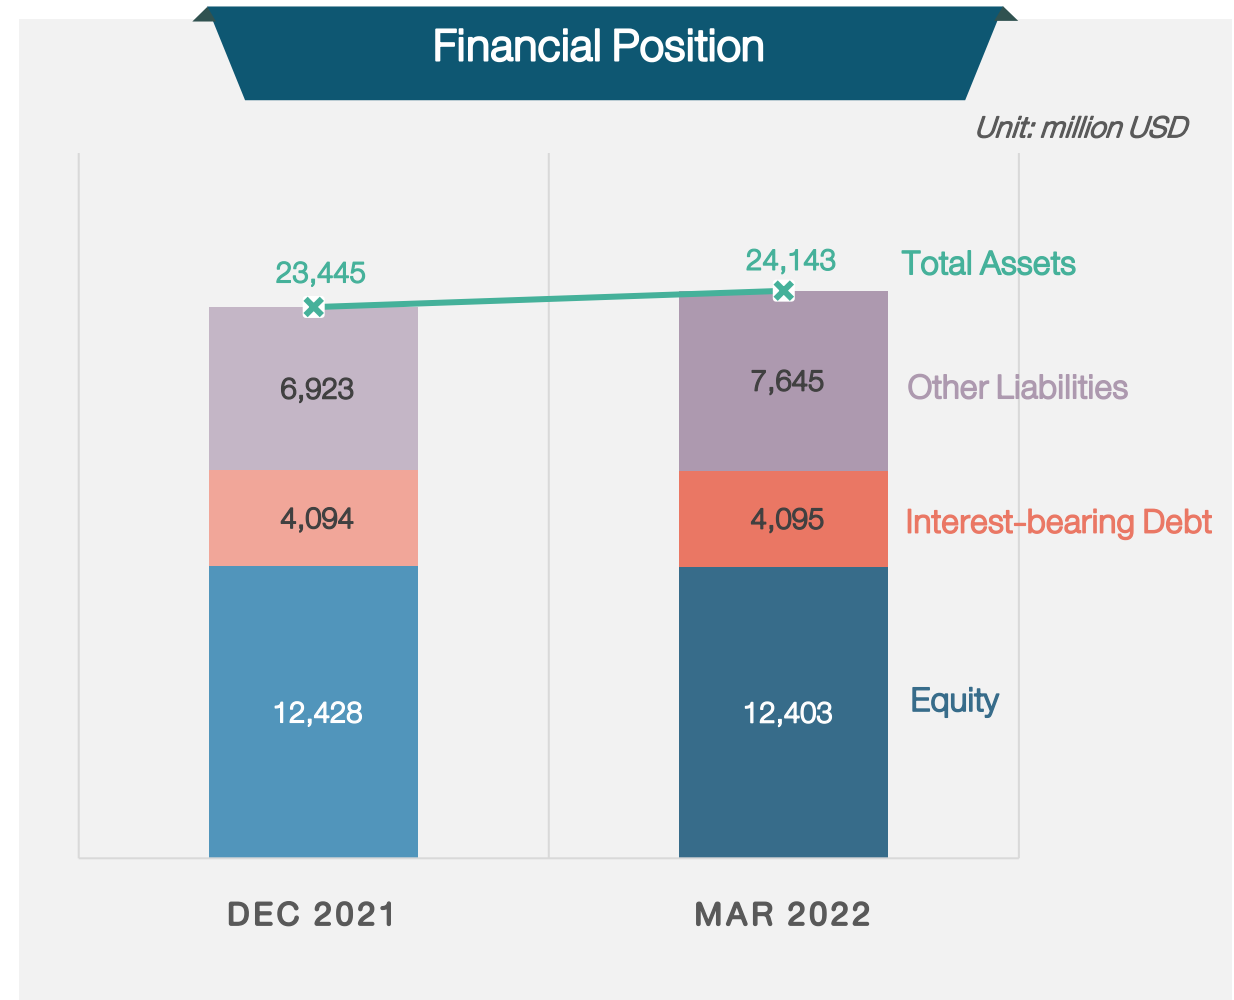 Financial Position
Unit: million USD
23,445
24,143
Total Assets
6,923
7,645
Other Liabilities
4,094
4,095
Interest-bearing Debt
12,428
12,403
Equity
DEC 2021
MAR 2022